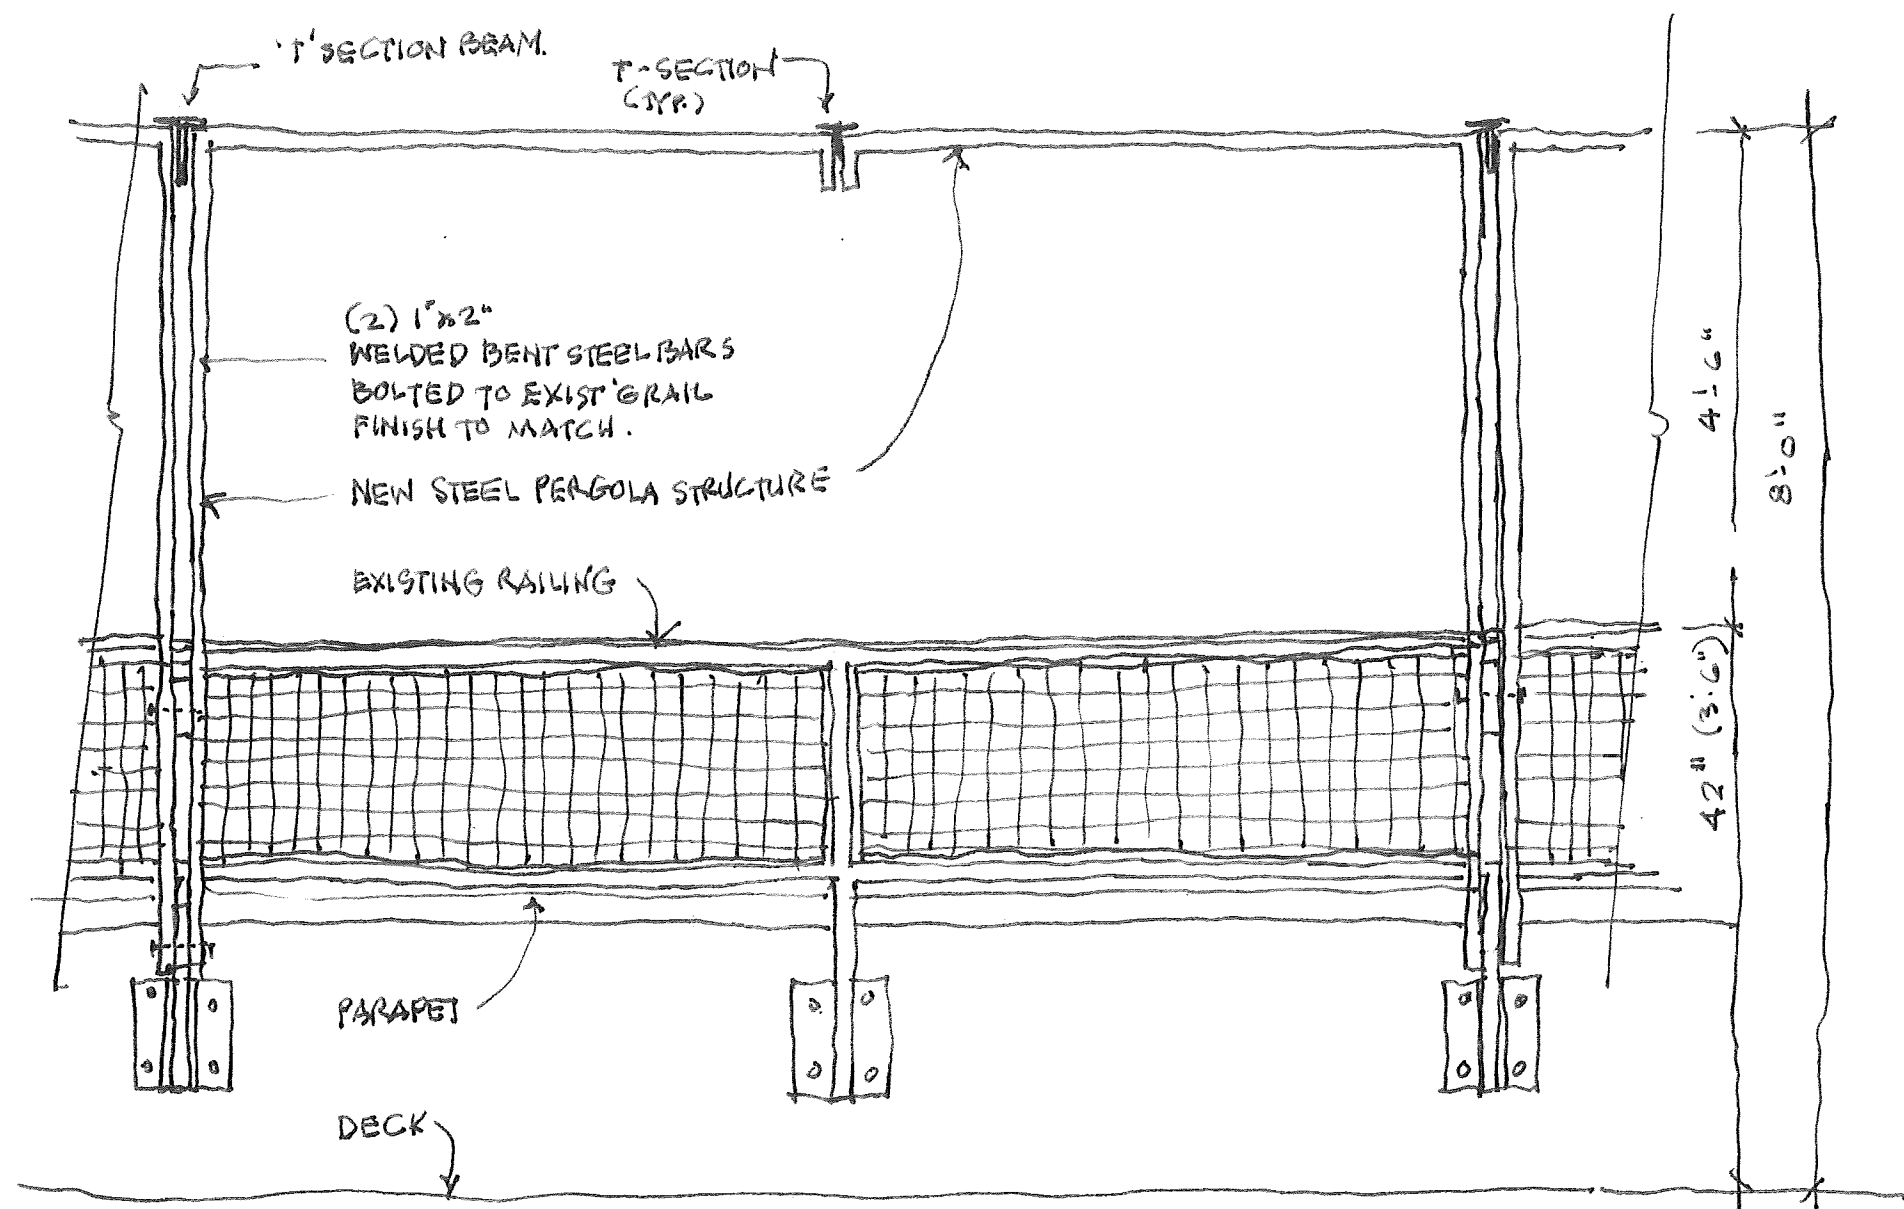 'T' SECTION BEAM.
T-SECTION
(TYP.)
(2) 1"x2"
WELDED BENT STEEL BARS
BOLTED TO EXIST'G RAIL
FINISH TO MATCH.
NEW STEEL PERGOLA STRUCTURE
EXISTING RAILING
PARAPET
DECK
4'-6"
8'-0"
42" (3'-6")